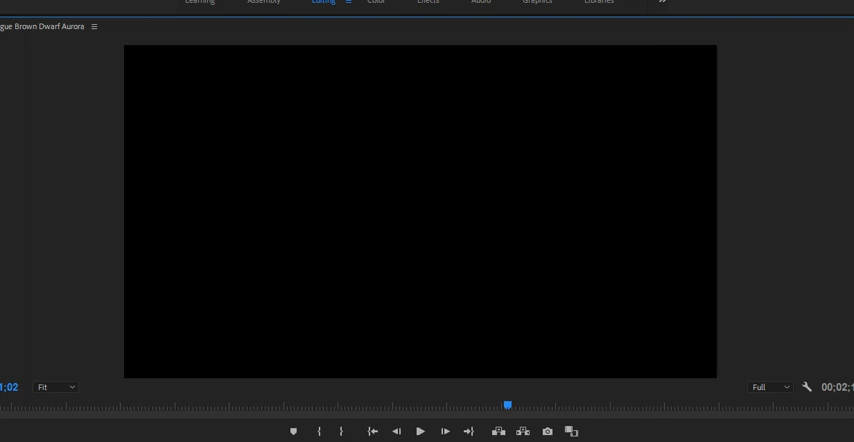 Learning Assembly Editing Color Effects Audio Graphics Libraries
gue Brown Dwarf Aurora
1;02 Fit Full 00;02;1